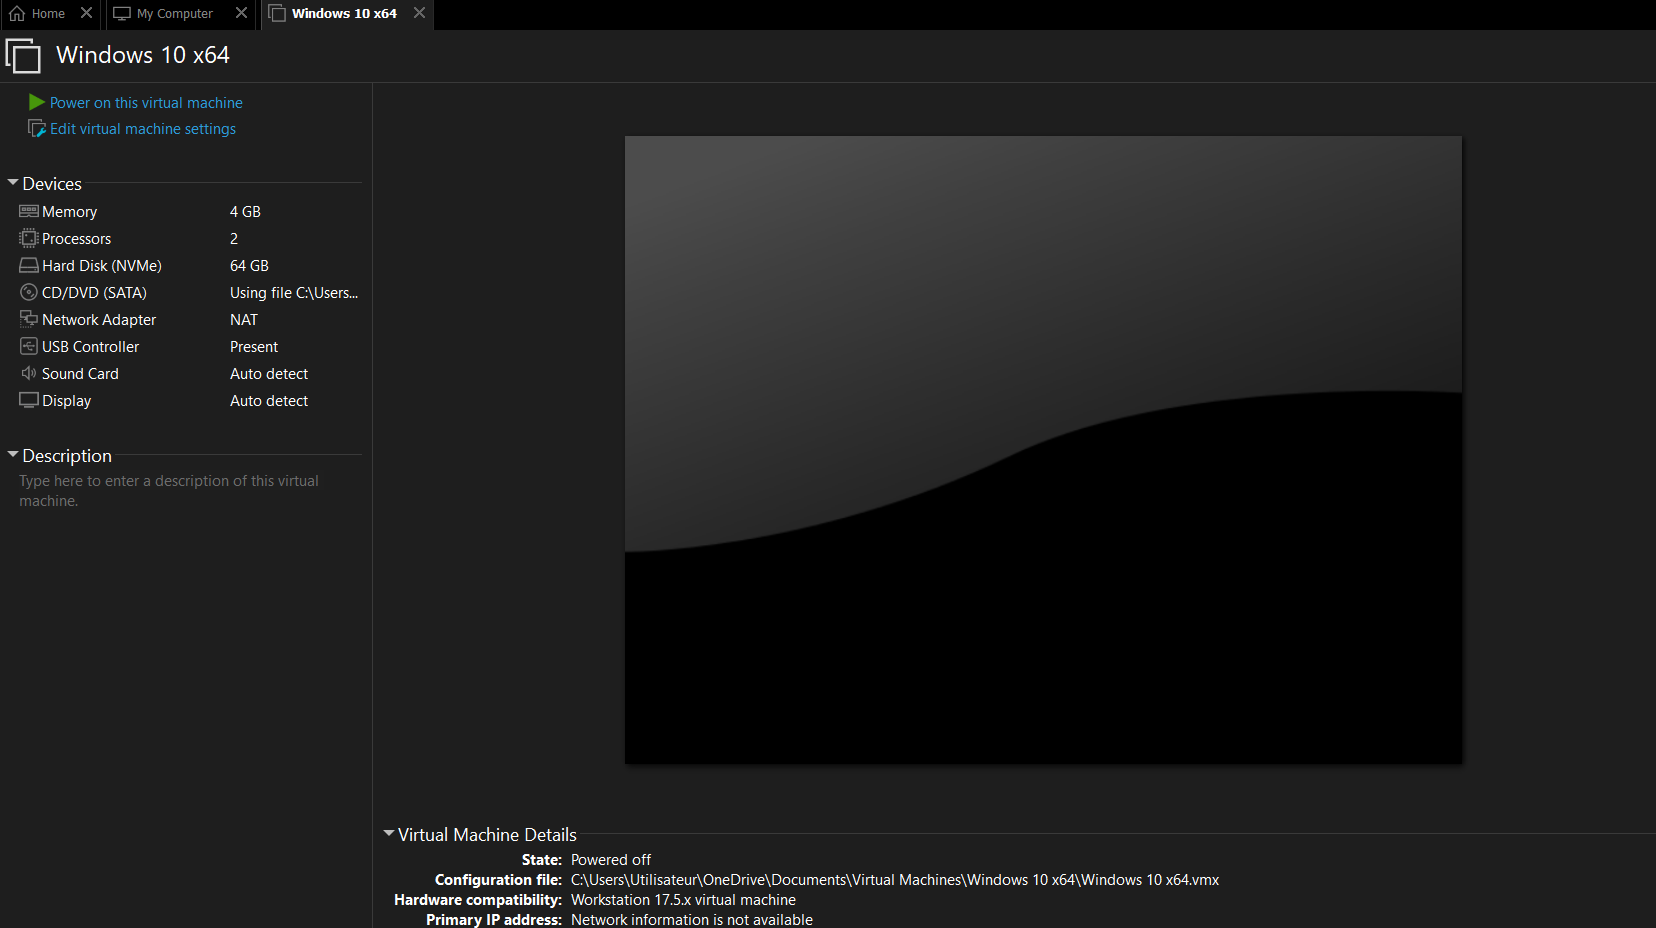 Home
My Computer
Windows 10 x64
Windows 10 x64
Power on this virtual machine
Edit virtual machine settings
Devices
Memory 4 GB
Processors 2
Hard Disk (NVMe) 64 GB
CD/DVD (SATA) Using file C:\Users...
Network Adapter NAT
USB Controller Present
Sound Card Auto detect
Display Auto detect
Description
Type here to enter a description of this virtual
machine.
Virtual Machine Details
State: Powered off
Configuration file: C:\Users\Utilisateur\OneDrive\Documents\Virtual Machines\Windows 10 x64\Windows 10 x64.vmx
Hardware compatibility: Workstation 17.5.x virtual machine
Primary IP address: Network information is not available